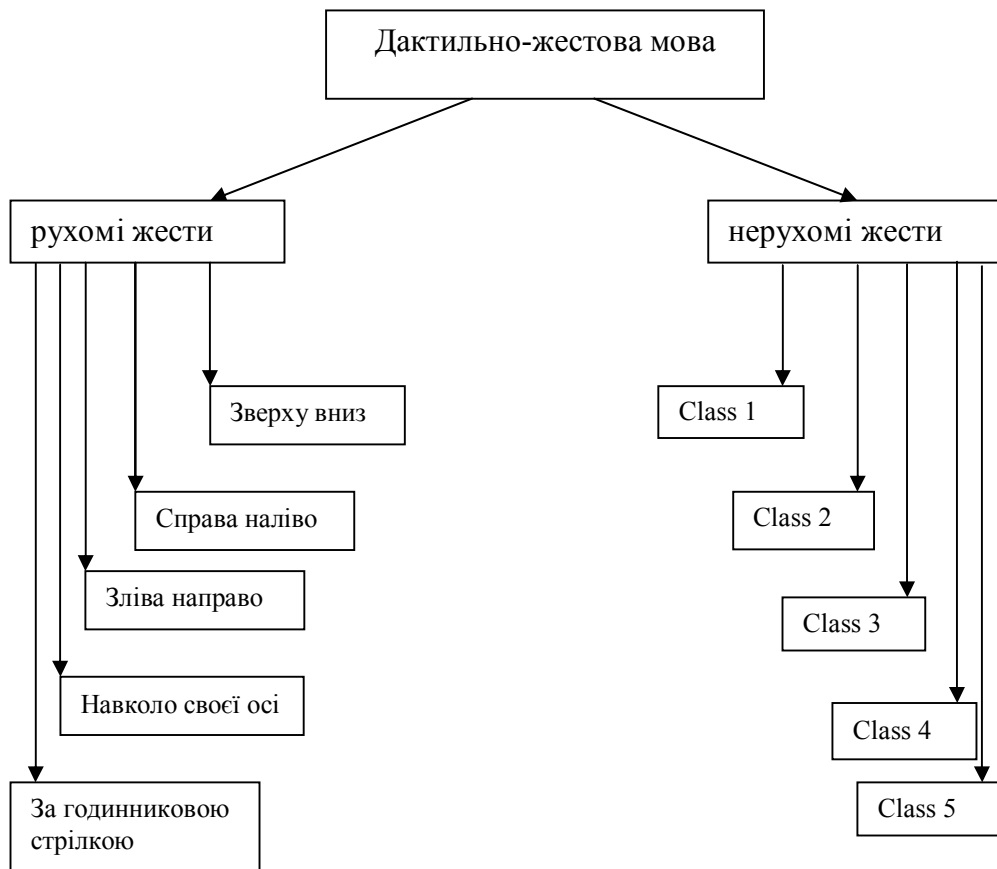 Дактильно-жестова мова
рухомі жести
нерухомі жести
Зверху вниз
Class 1
Справа наліво
Class 2
Зліва направо
Class 3
Навколо своєї осі
Class 4
За годинниковою
стрілкою
Class 5